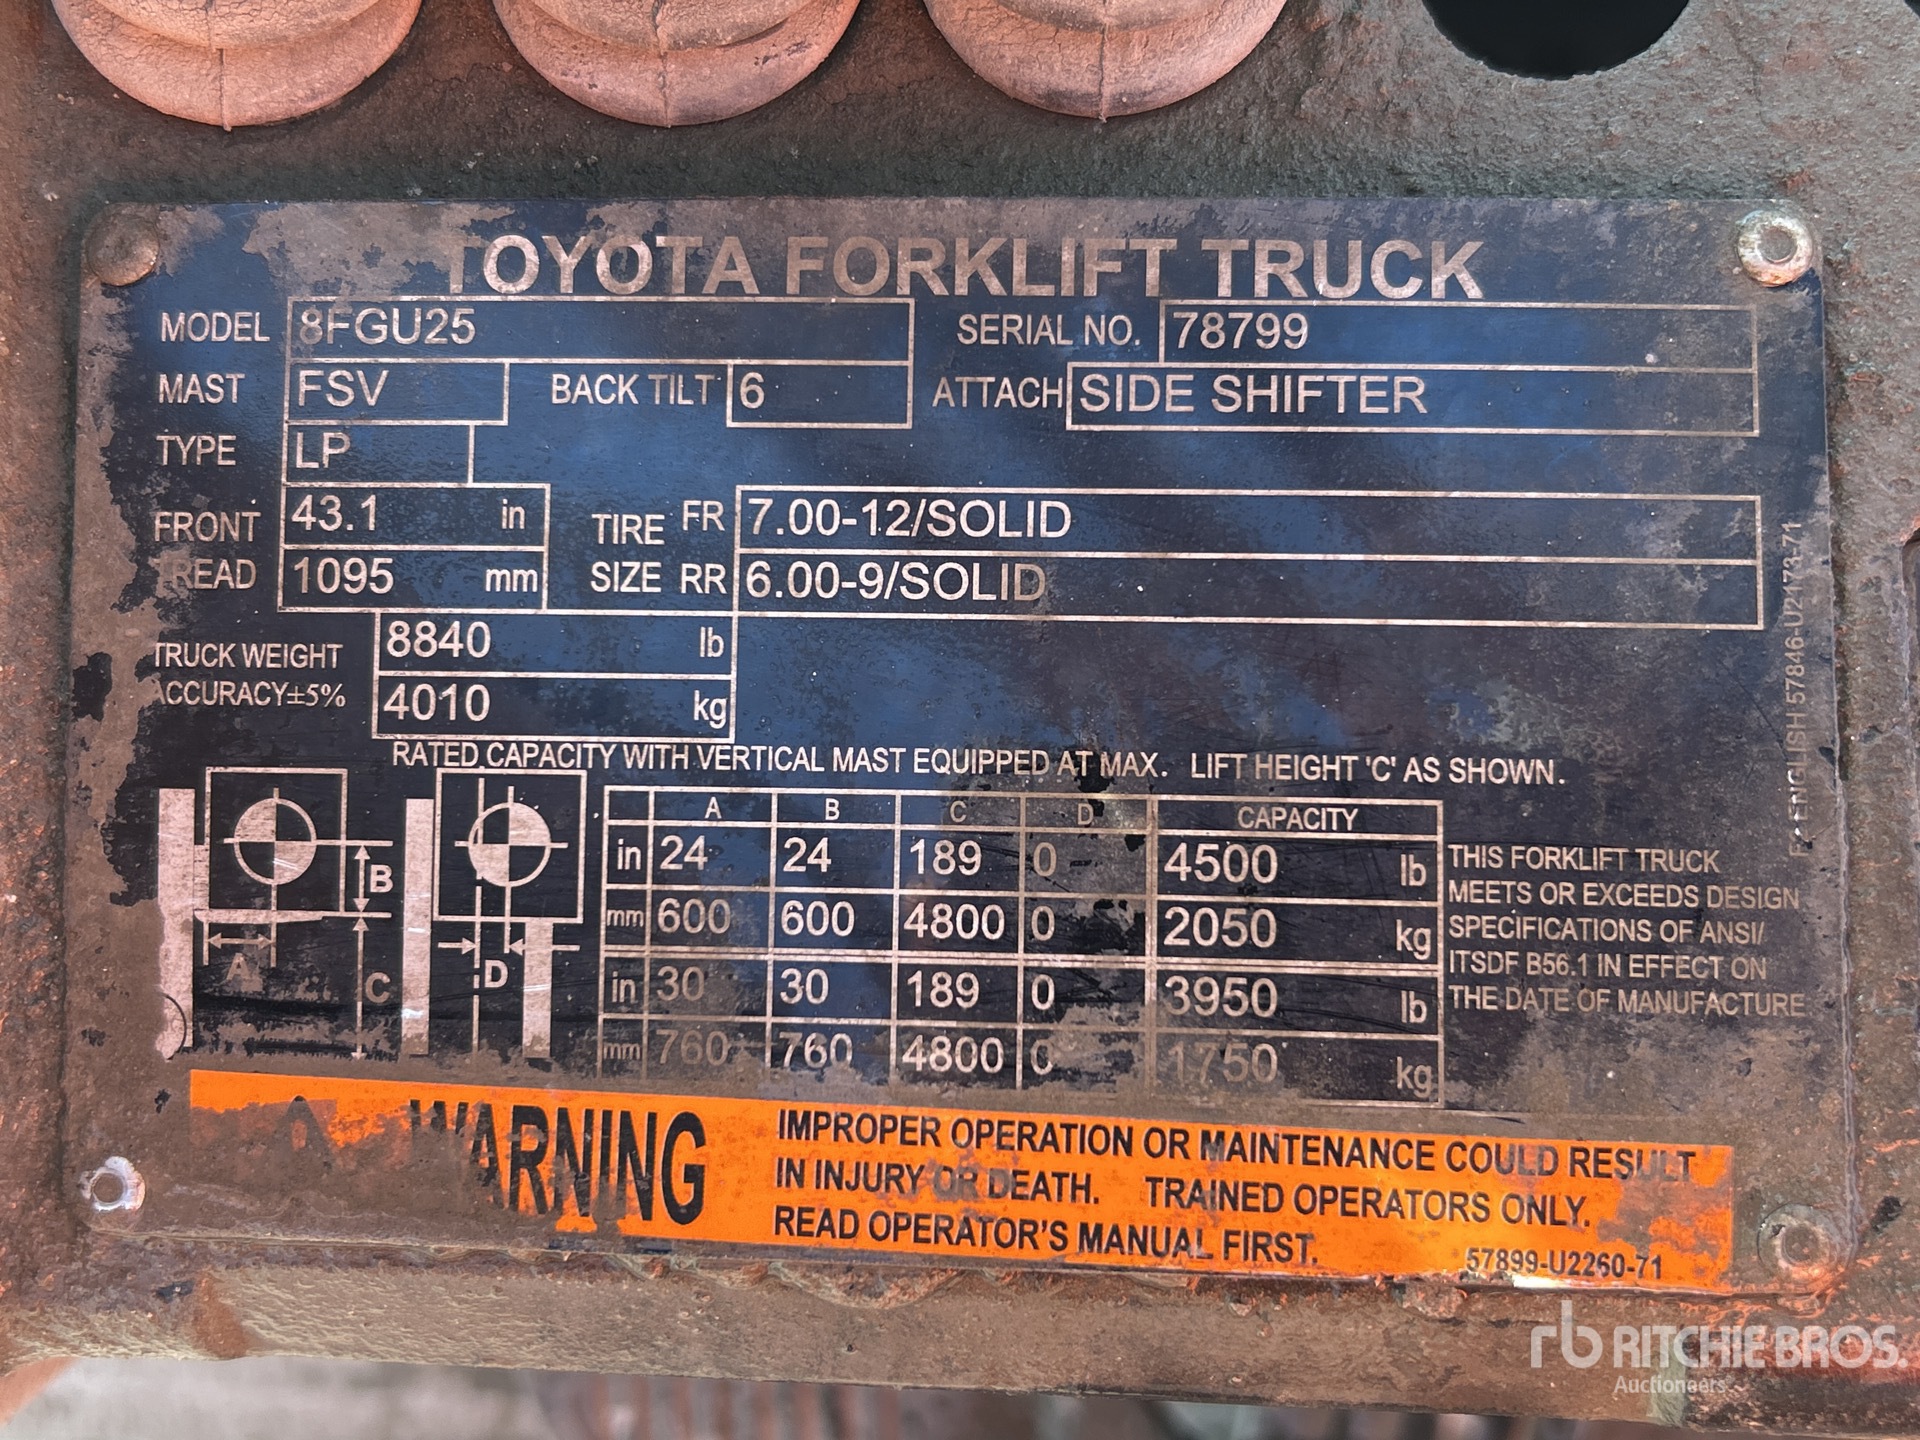 TOYOTA FORKLIFT TRUCK
MODEL 8FGU25 SERIAL NO. 78799
MAST FSV BACK TILT 6 ATTACH SIDE SHIFTER
TYPE LP
FRONT TREAD 43.1 in TIRE SIZE FR 7.00-12/SOLID
1095 mm RR 6.00-9/SOLID
TRUCK WEIGHT 8840 lb
ACCURACY±5% 4010 kg
RATED CAPACITY WITH VERTICAL MAST EQUIPPED AT MAX. LIFT HEIGHT 'C' AS SHOWN.
A B C D CAPACITY
in 24 24 189 0 4500 lb
mm 600 600 4800 0 2050 kg
in 30 30 189 0 3950 lb
mm 760 760 4800 0 1750 kg
B
A
C
D
THIS FORKLIFT TRUCK
MEETS OR EXCEEDS DESIGN
SPECIFICATIONS OF ANSI/
ITSDF B56.1 IN EFFECT ON
THE DATE OF MANUFACTURE
ENGLISH 57846-U2173-71
WARNING
IMPROPER OPERATION OR MAINTENANCE COULD RESULT
IN INJURY OR DEATH. TRAINED OPERATORS ONLY.
READ OPERATOR'S MANUAL FIRST.
57899-U2260-71
rb RITCHIE BROS.
Auctioneers